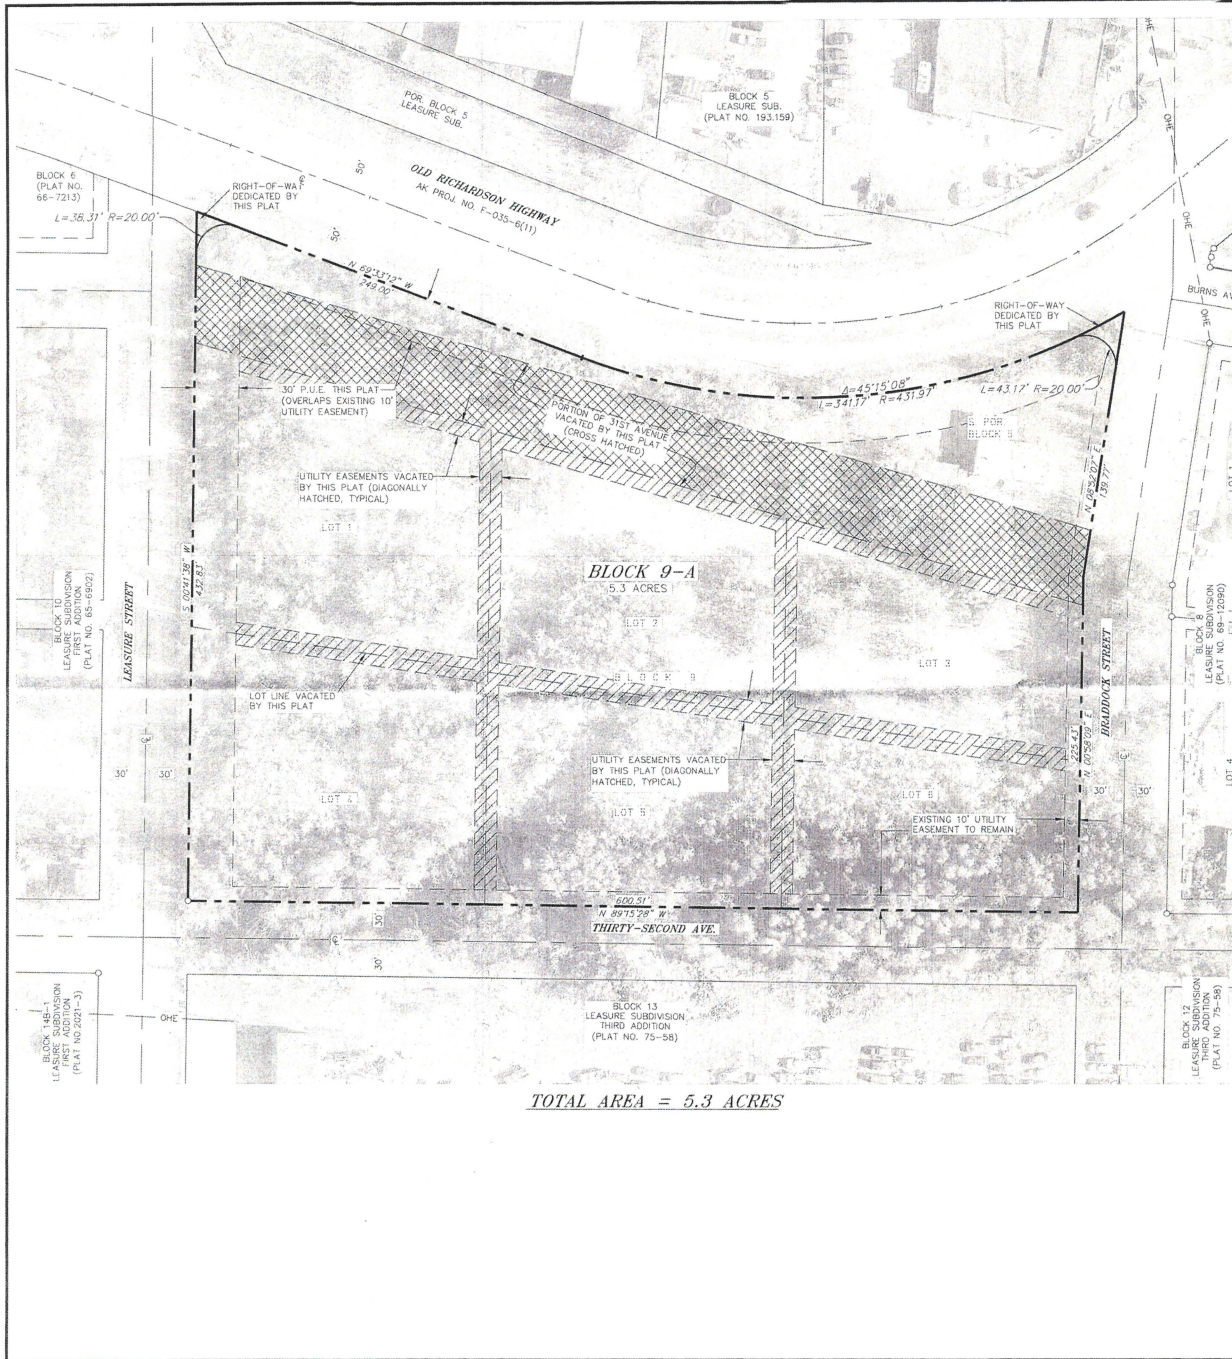 POR. BLOCK 5
LEASURE SUB.
BLOCK 5
LEASURE SUB.
(PLAT NO. 193.159)
OHE
OHE
OHE
OHE
OHE
BLOCK 6
(PLAT NO.
66-7213)
RIGHT-OF-WAY
DEDICATED BY
THIS PLAT
L=38.31' R=20.00'
50'
50'
OLD RICHARDSON HIGHWAY
AK PROJ. NO. F-035-6(11)
N 69°33'12" W
249.00'
BURNS AV
RIGHT-OF-WAY
DEDICATED BY
THIS PLAT
Δ=45°15'08"
L=341.17' R=431.97'
L=43.17' R=20.00'
30' P.U.E. THIS PLAT
(OVERLAPS EXISTING 10'
UTILITY EASEMENT)
PORTION OF 31ST AVENUE
VACATED BY THIS PLAT
(CROSS HATCHED)
BLOCK
N 08°52'07" E
139.77'
UTILITY EASEMENTS VACATED
BY THIS PLAT (DIAGONALLY
HATCHED, TYPICAL)
LOT 1
BLOCK 9-A
5.3 ACRES
LOT 2
LOT 3
BLOCK 9
S 00°41'38" W
432.83'
LEASURE STREET
BLOCK 10
LEASURE SUBDIVISION
FIRST ADDITION
(PLAT NO. 65-6902)
LOT LINE VACATED
BY THIS PLAT
UTILITY EASEMENTS VACATED
BY THIS PLAT (DIAGONALLY
HATCHED, TYPICAL)
LOT 4
LOT 5
LOT 6
EXISTING 10' UTILITY
EASEMENT TO REMAIN
225.43'
N 00°58'09" E
BRADDOCK STREET
BLOCK 8
LEASURE SUBDIVISION
(PLAT NO. 69-12090)
LOT 1
LOT 4
30'
30'
30'
30'
600.51'
N 89°15'28" W
THIRTY-SECOND AVE.
30'
30'
BLOCK 14B-1
LEASURE SUBDIVISION
FIRST ADDITION
(PLAT NO.2021-3)
OHE
BLOCK 13
LEASURE SUBDIVISION
THIRD ADDITION
(PLAT NO. 75-58)
BLOCK 12
LEASURE SUBDIVISION
THIRD ADDITION
(PLAT NO. 75-58)
TOTAL AREA = 5.3 ACRES